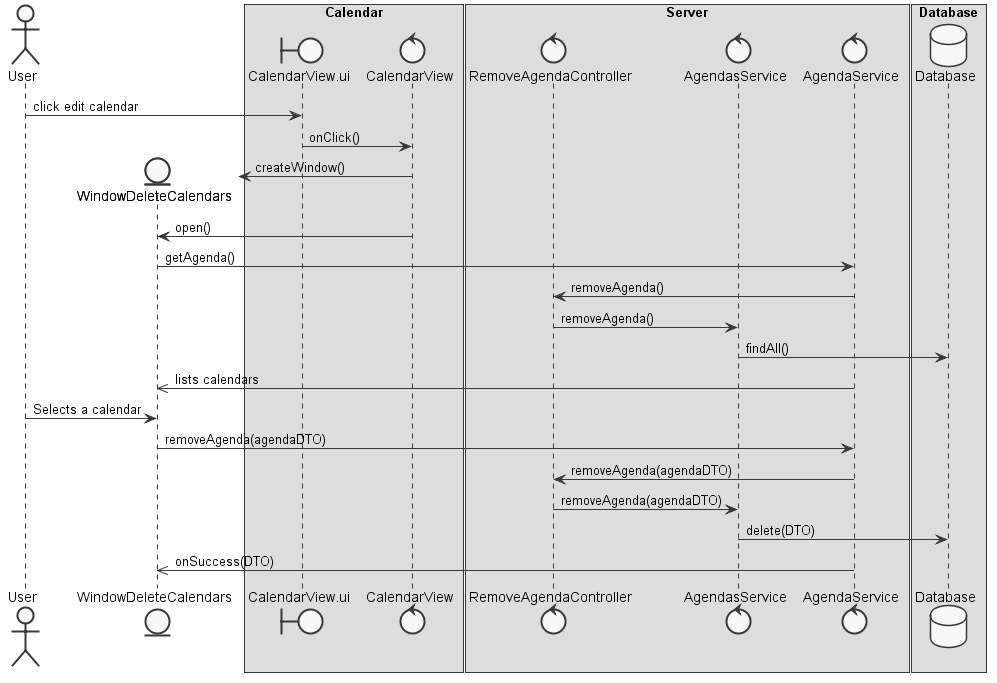 Calendar Server Database
User CalendarView.ui CalendarView RemoveAgendaController AgendasService AgendaService Database
click edit calendar
onClick()
createWindow()
WindowDeleteCalendars
open()
getAgenda()
removeAgenda()
removeAgenda()
findAll()
lists calendars
Selects a calendar
removeAgenda(agendaDTO)
removeAgenda(agendaDTO)
removeAgenda(agendaDTO)
delete(DTO)
onSuccess(DTO)
User WindowDeleteCalendars CalendarView.ui CalendarView RemoveAgendaController AgendasService AgendaService Database